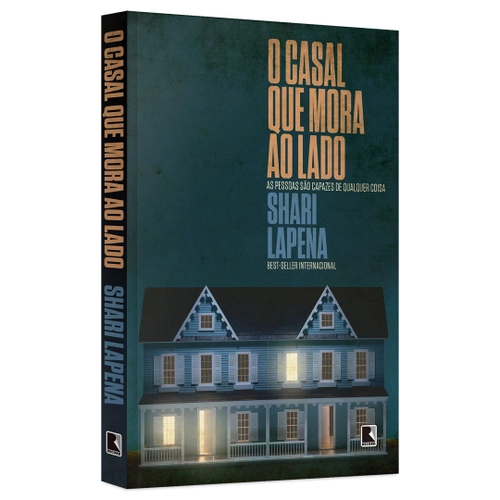 O CASAL QUE MORA AO LADO SHARI LAPENA
O CASAL
QUE MORA
AO LADO
AS PESSOAS SÃO CAPAZES DE QUALQUER COISA
SHARI
LAPENA
BEST-SELLER INTERNACIONAL